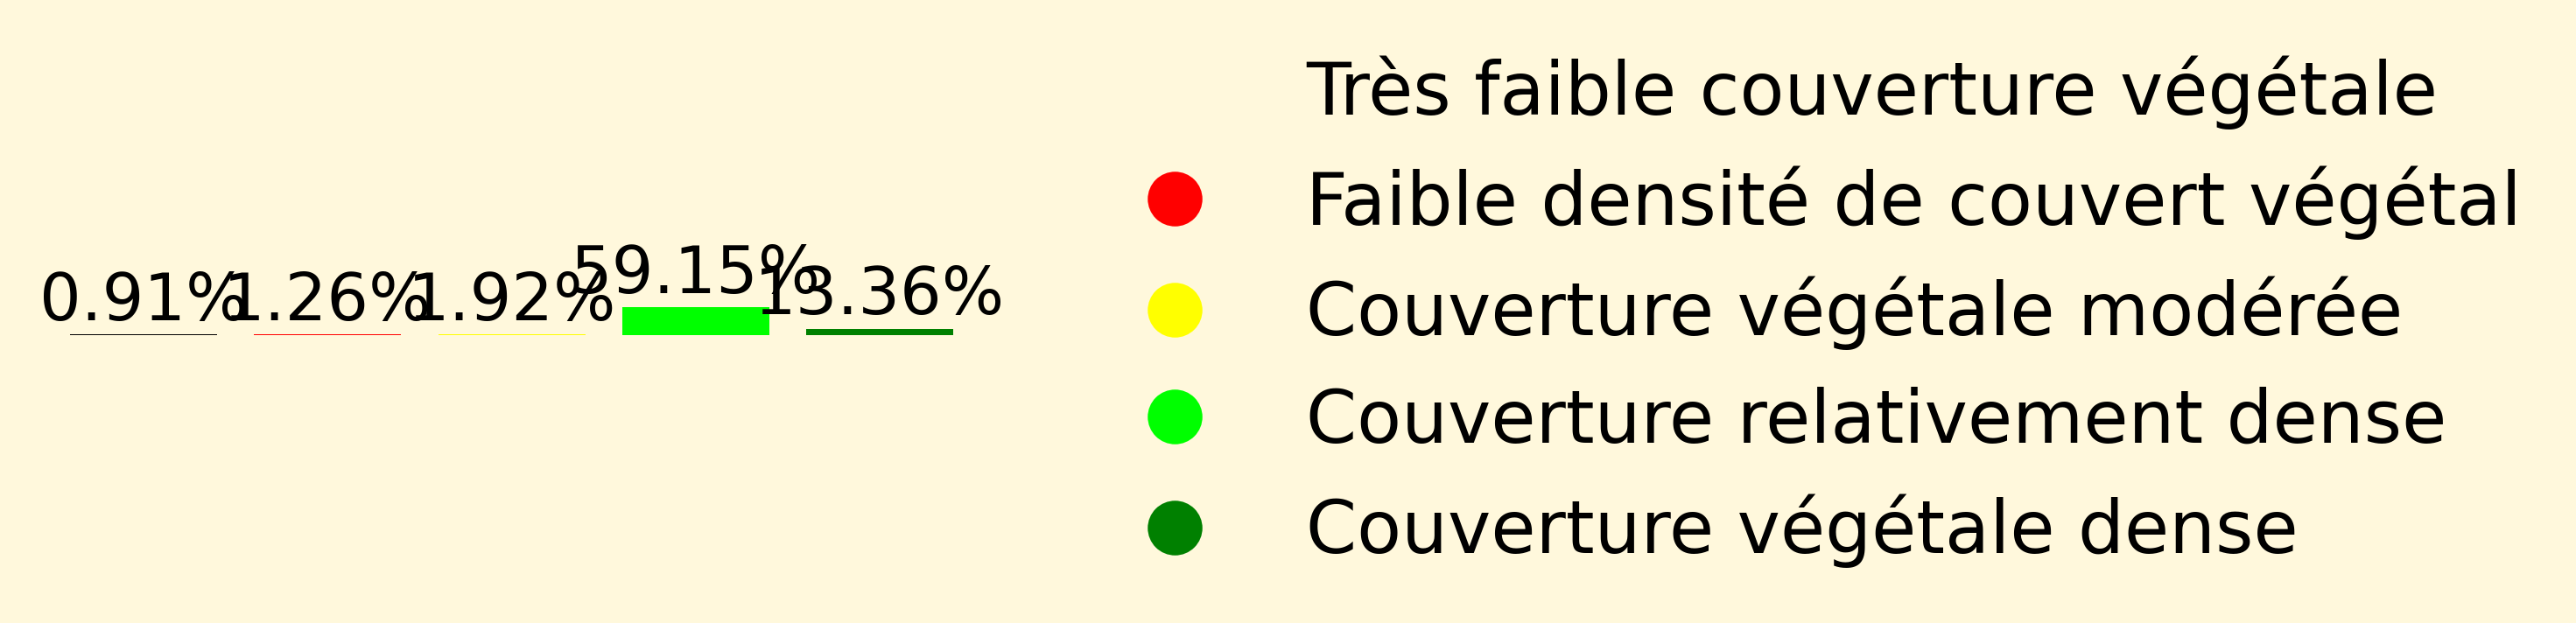 0.91% 1.26% 1.92% 59.15% 13.36%
Très faible couverture végétale
Faible densité de couvert végétal
Couverture végétale modérée
Couverture relativement dense
Couverture végétale dense